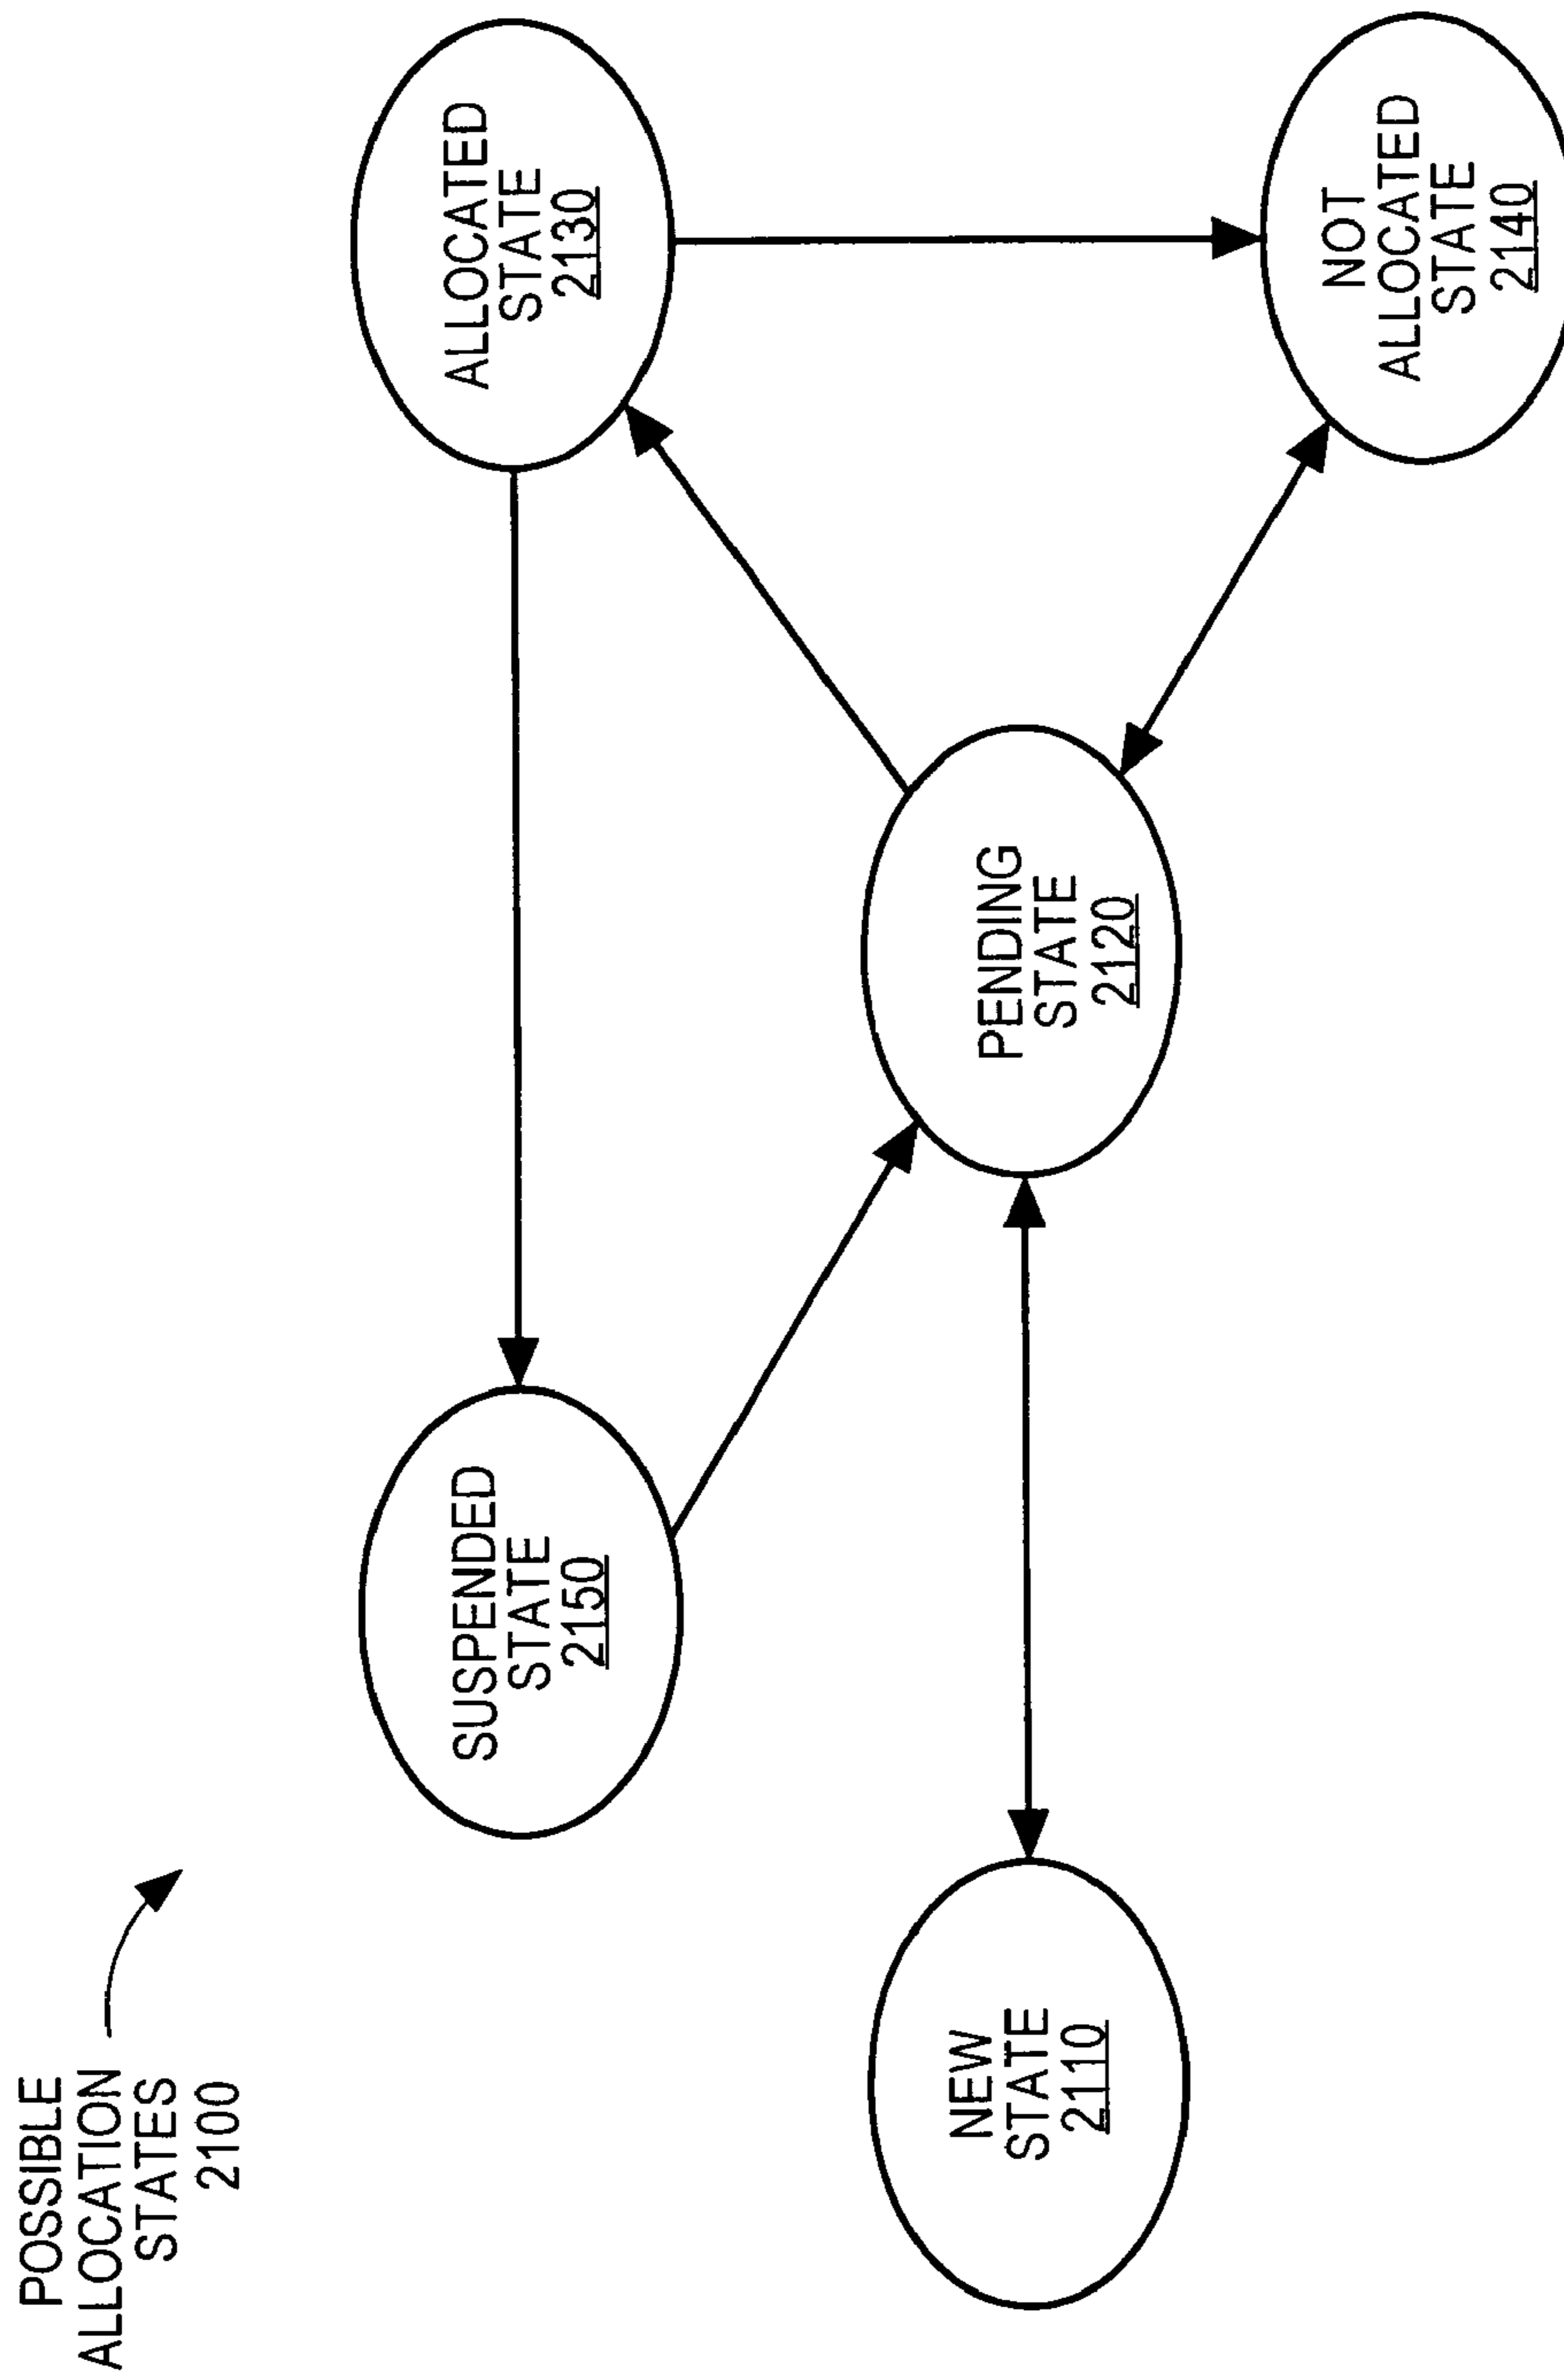 POSSIBLE
ALLOCATION
STATES
2100
SUSPENDED
STATE
2150
ALLOCATED
STATE
2130
NEW
STATE
2110
PENDING
STATE
2120
NOT
ALLOCATED
STATE
2140